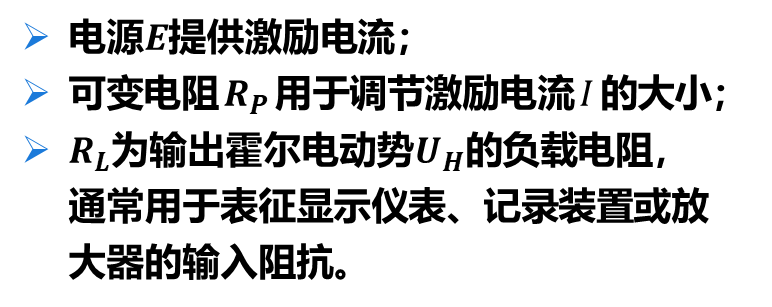 ➢ 电源E提供激励电流；
➢ 可变电阻 R_P 用于调节激励电流 I 的大小；
➢ R_L为输出霍尔电动势U_H的负载电阻，
通常用于表征显示仪表、记录装置或放
大器的输入阻抗。